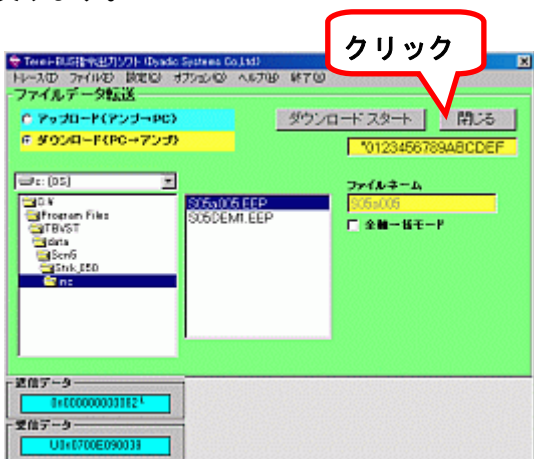 クリック
Termi-BUS指令出力ソフト (Dyadic Systems Co.,Ltd)
トレース(T) ファイル(F) 設定(C) オプション(O) ヘルプ(H) 終了(X)
ファイルデータ転送
アップロード(アンプ→PC)
ダウンロード(PC→アンプ)
ダウンロードスタート
閉じる
*0123456789ABCDEF
c: [OS]
C:¥
Program Files
TBVST
data
S05a005.EEP
S05DEM1.EEP
ファイルネーム
S05a005
全軸一括モード
送信データ
受信データ